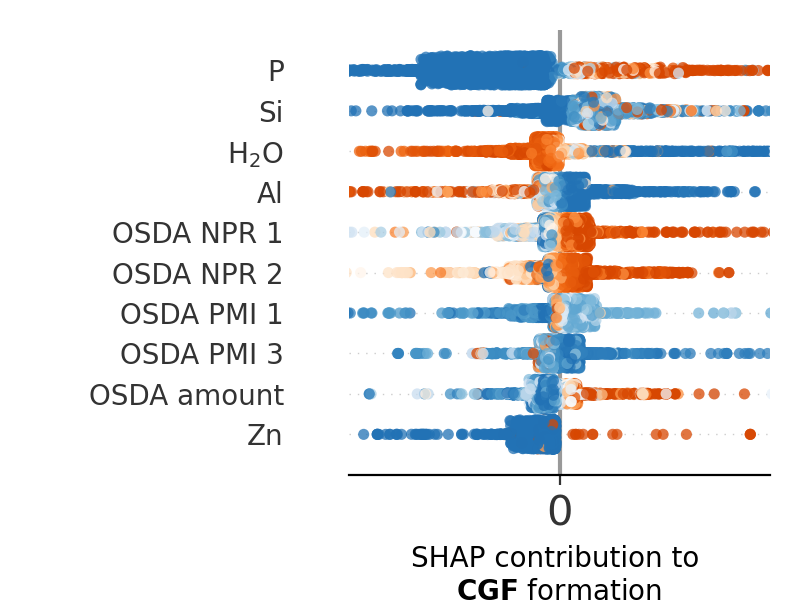 P
Si
H₂O
Al
OSDA NPR 1
OSDA NPR 2
OSDA PMI 1
OSDA PMI 3
OSDA amount
Zn
0
SHAP contribution to
CGF formation